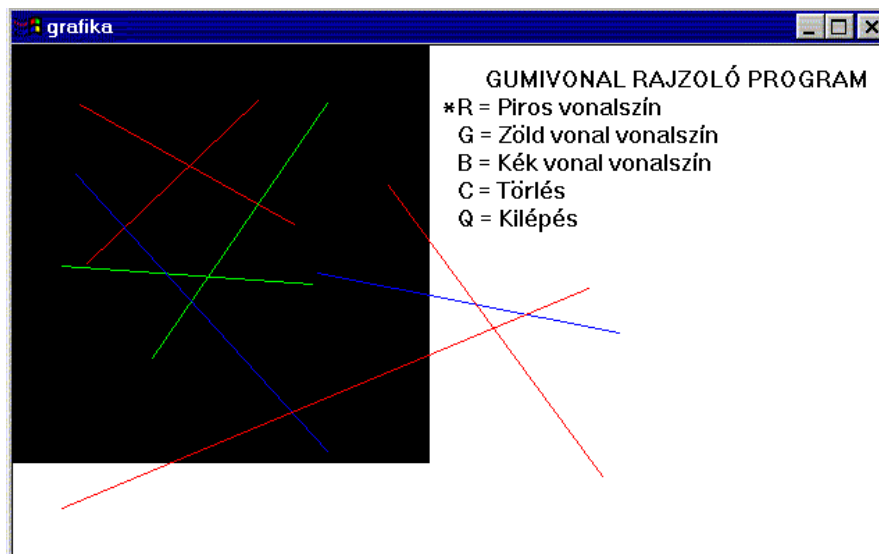 grafika
GUMIVONAL RAJZOLÓ PROGRAM
*R = Piros vonalszín
G = Zöld vonal vonalszín
B = Kék vonal vonalszín
C = Törlés
Q = Kilépés